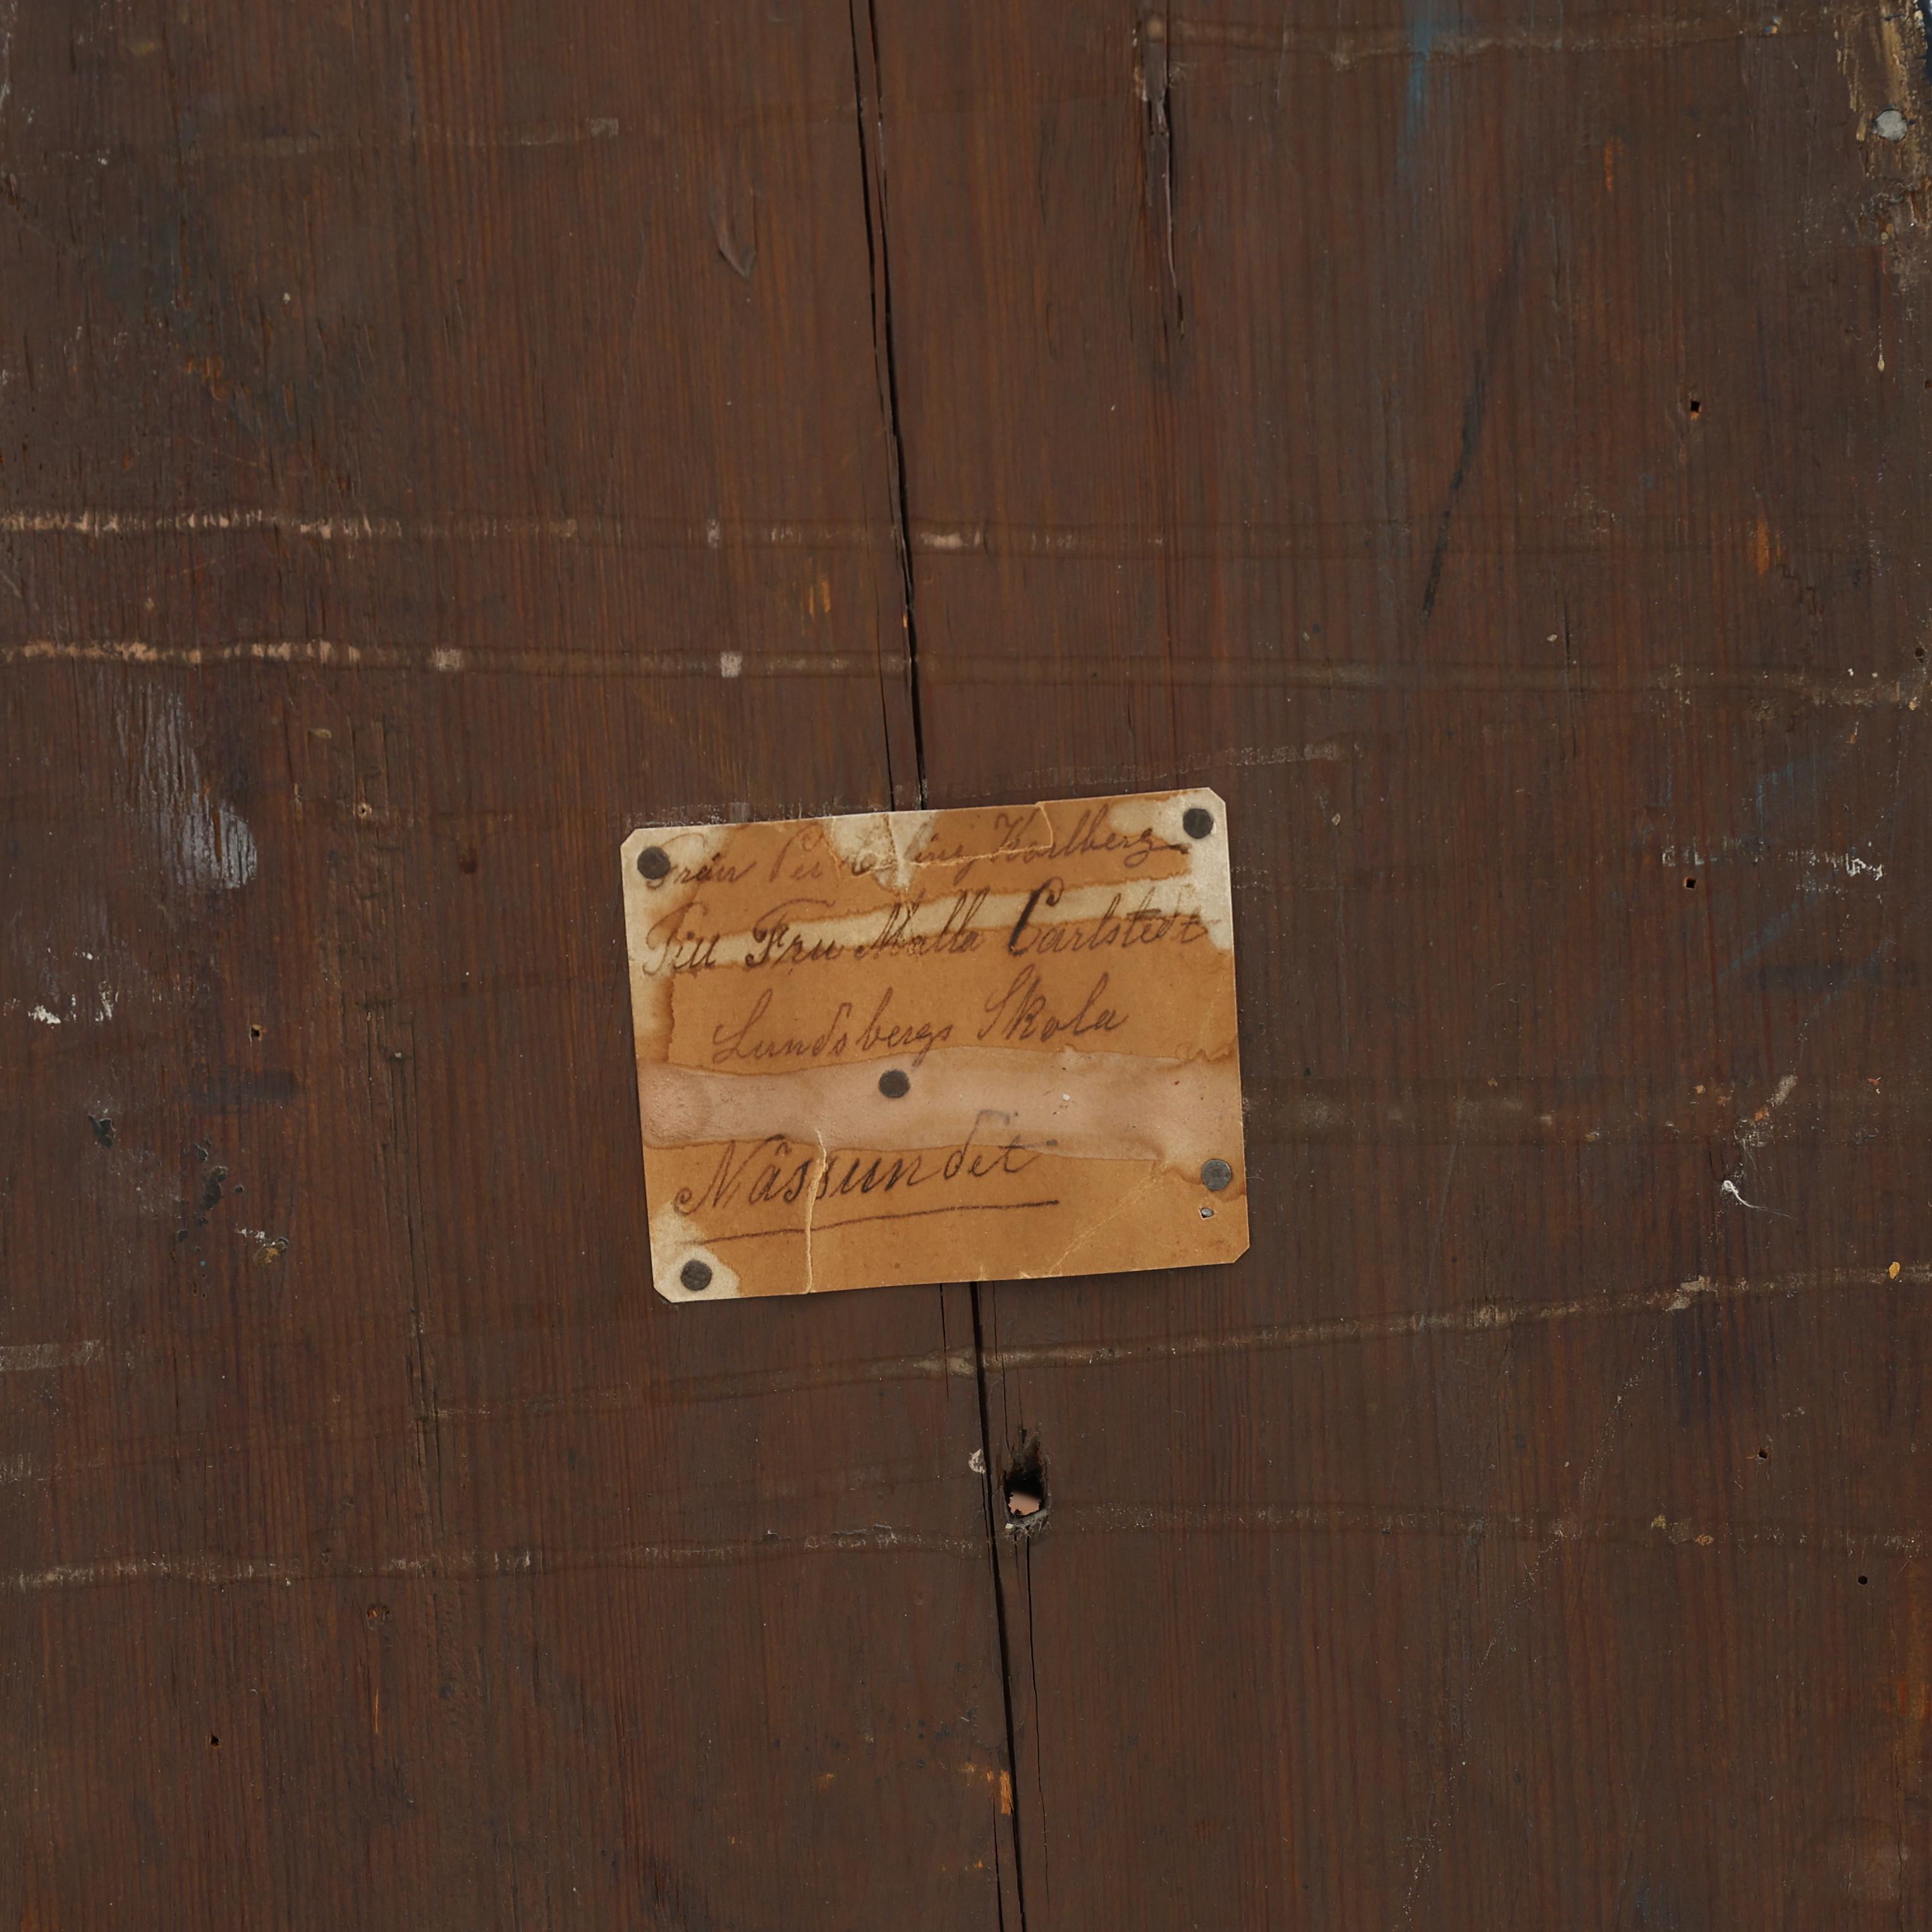 Från Per Karlberg
Till Fru Malla Carlstedt
Lundsbergs Skola
Nässundet